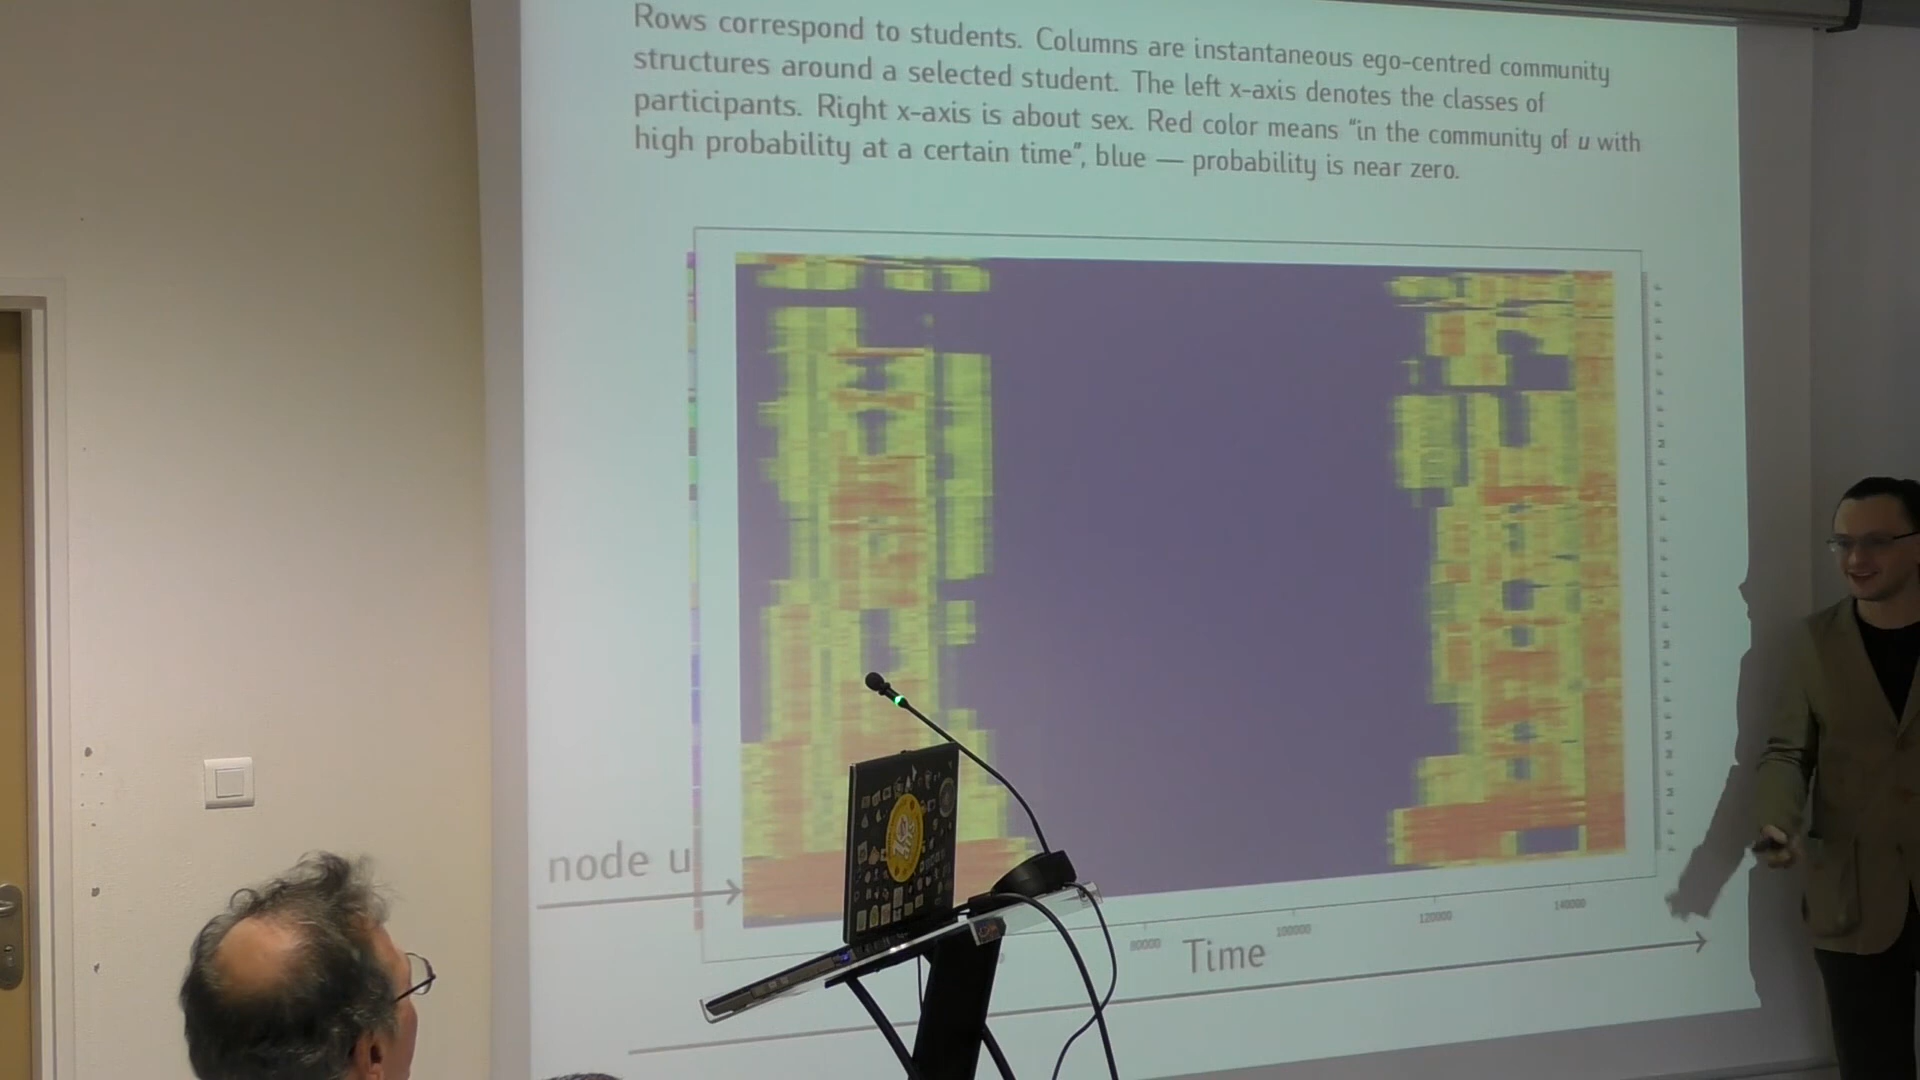 Rows correspond to students. Columns are instantaneous ego-centred community
structures around a selected student. The left x-axis denotes the classes of
participants. Right x-axis is about sex. Red color means "in the community of u with
high probability at a certain time", blue — probability is near zero.
node u
80000
100000
120000
140000
Time